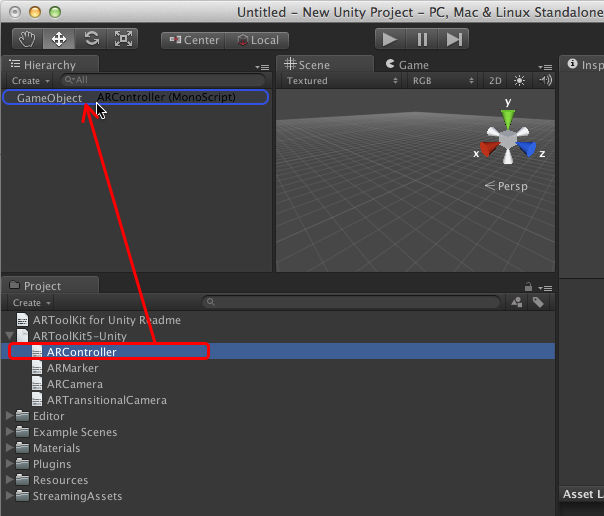 Untitled - New Unity Project - PC, Mac & Linux Standalone
Center Local
Hierarchy
Create All
GameObject ARController (MonoScript)
Scene Game
Textured RGB 2D
y
x z
Persp
Project
Create
ARToolKit for Unity Readme
ARToolKit5-Unity
ARController
ARMarker
ARCamera
ARTransitionalCamera
Editor
Example Scenes
Materials
Plugins
Resources
StreamingAssets
Insp
Asset La